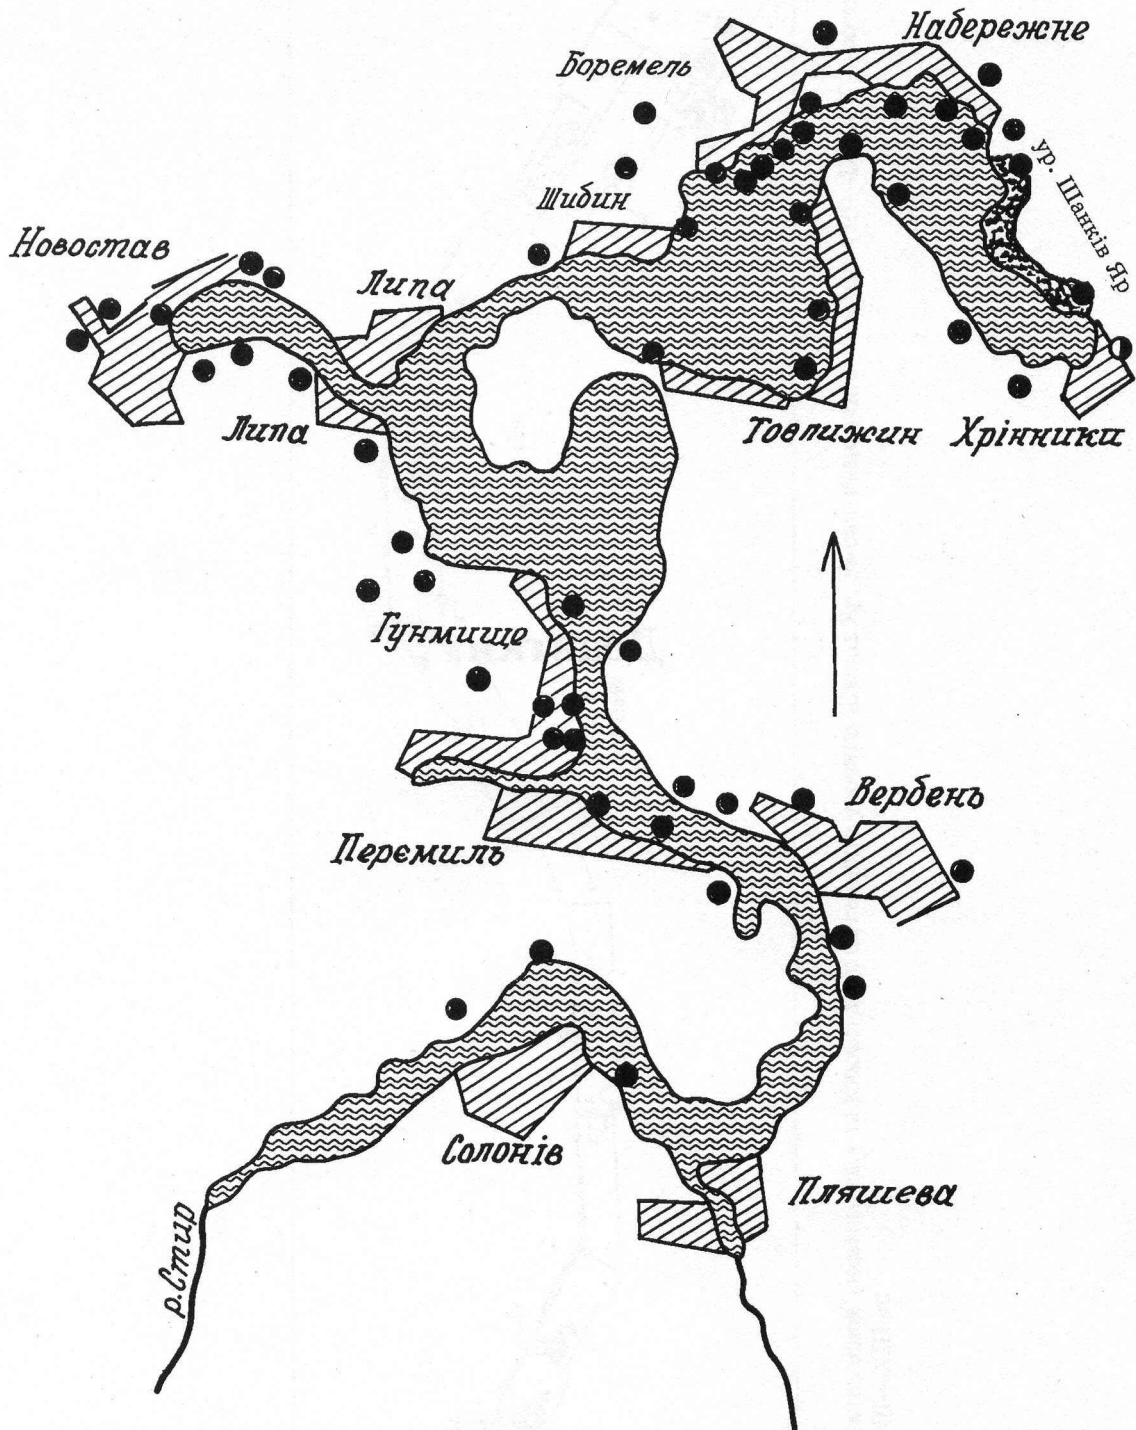 Набережне
Боремель
ур. Шанків Яр
Шибин
Новостав
Липа
Липа
Товпижин
Хрінники
Гунмище
Вербень
Перемиль
Солонів
Пляшева
р.Стир